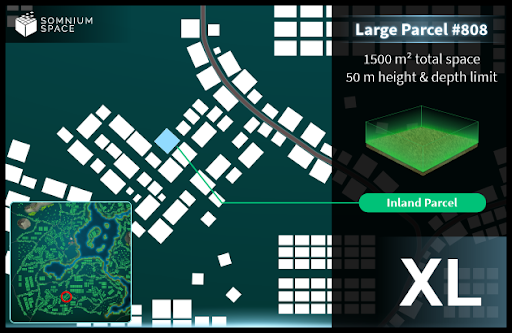 SOMNIUM
SPACE
Large Parcel #808
1500 m² total space
50 m height & depth limit
Inland Parcel
XL